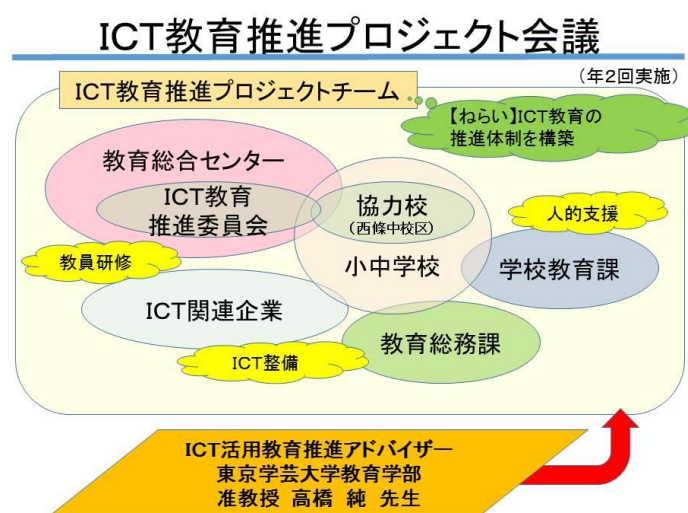 ICT教育推進プロジェクト会議
（年2回実施）
ICT教育推進プロジェクトチーム
【ねらい】ICT教育の
推進体制を構築
教育総合センター
ICT教育
推進委員会
協力校
（西條中校区）
小中学校
人的支援
学校教育課
教員研修
ICT関連企業
教育総務課
ICT整備
ICT活用教育推進アドバイザー
東京学芸大学教育学部
准教授 高橋 純 先生